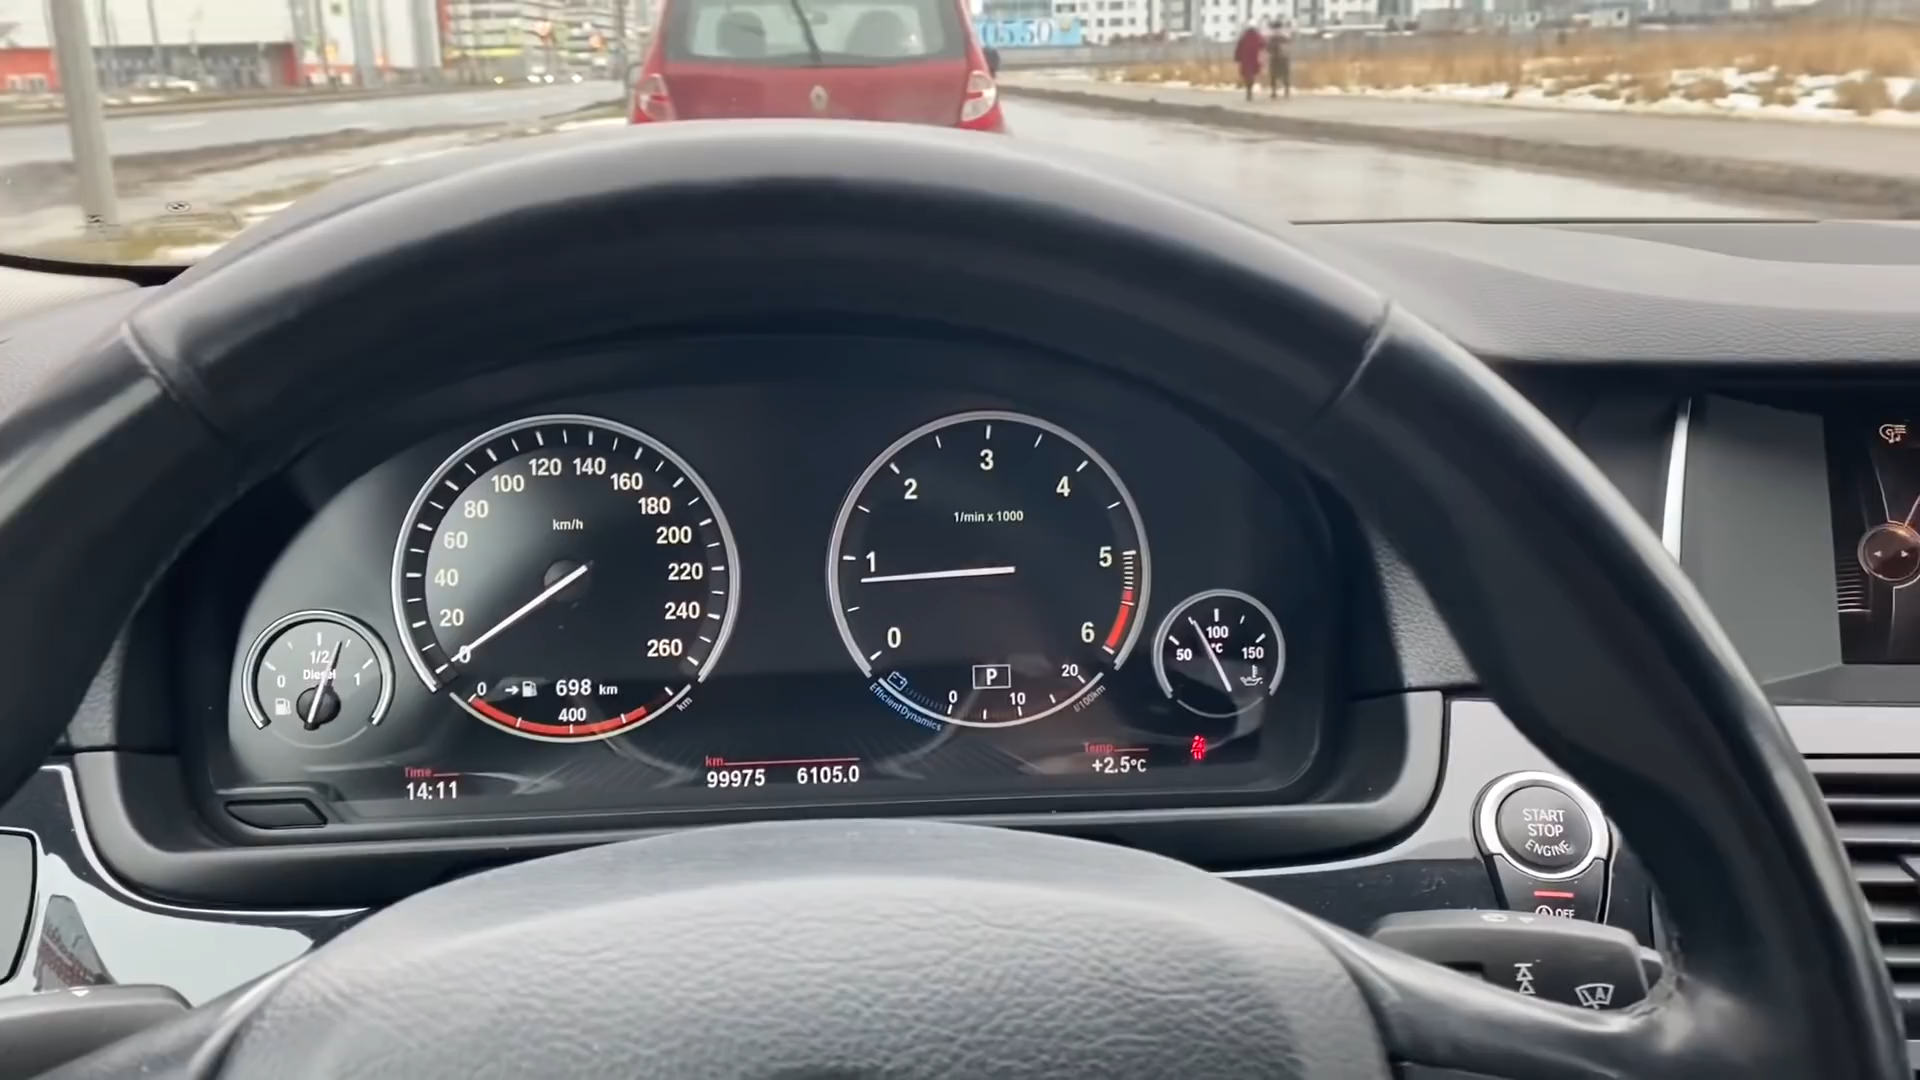 05:50
120 140
100 160
80 180
60 200
40 220
20 240
0 260
km/h
0 698 km
400
km
3
2 4
1/min x 1000
1 5
0 6
P
0 10 20
l/100km
EfficientDynamics
0 1/2 1
Diesel
50 100 150
°C
Time
14:11
km
99975 6105.0
Temp
+2.5°C
START
STOP
ENGINE
A OFF
A